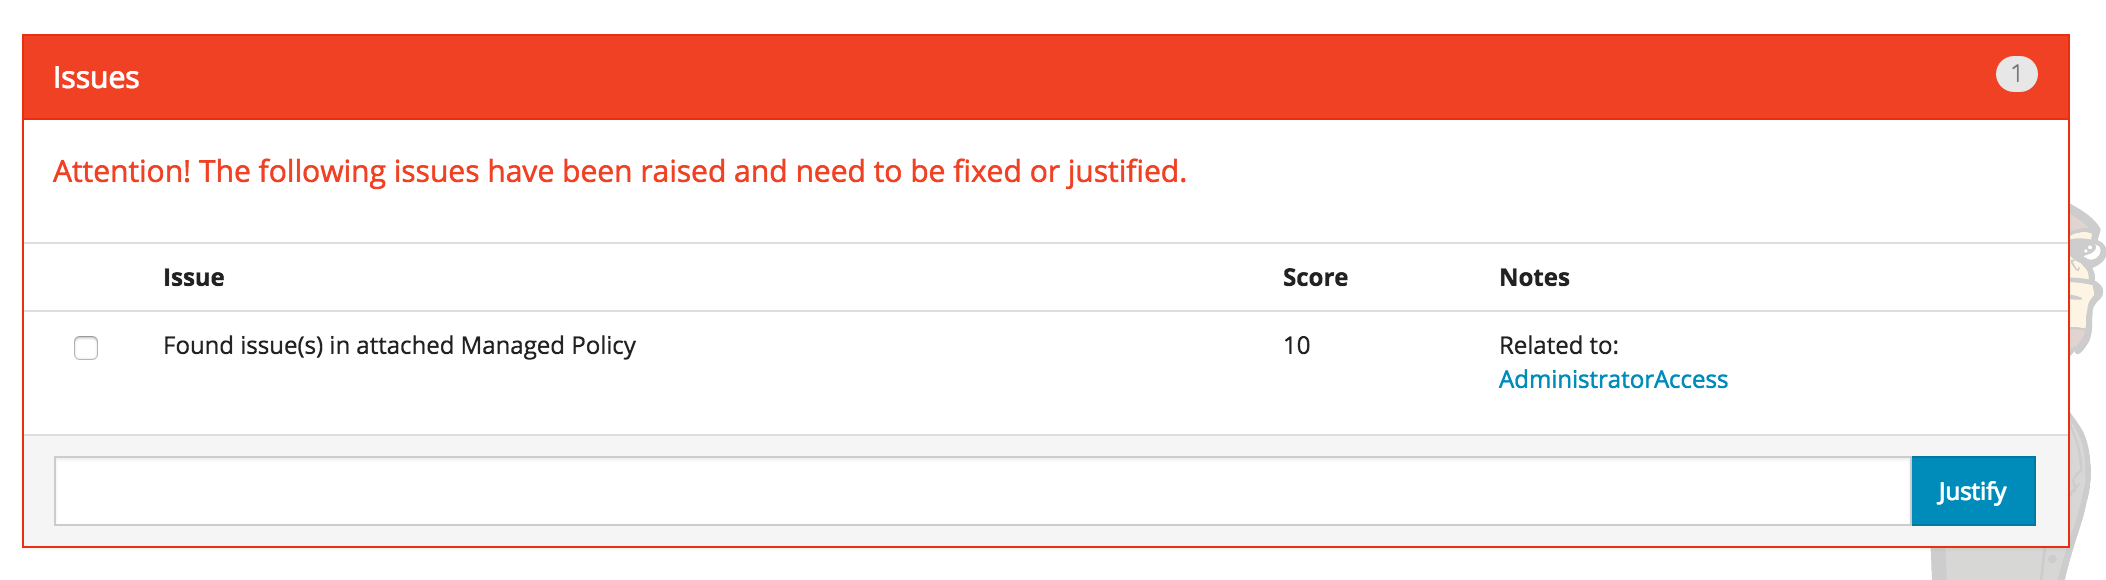 Issues
1
Attention! The following issues have been raised and need to be fixed or justified.
Issue Score Notes
Found issue(s) in attached Managed Policy 10 Related to:
AdministratorAccess
Justify